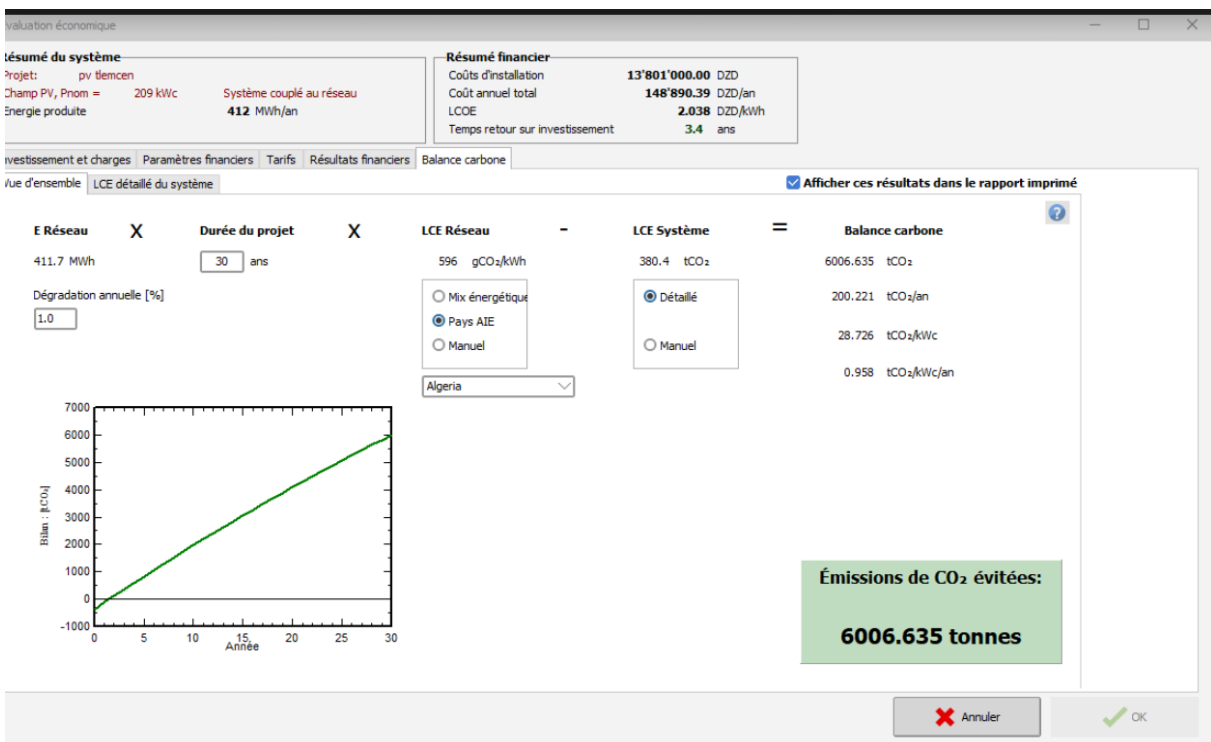 valuation économique
Résumé du système
Projet: pv tlemcen
Champ PV, Pnom = 209 kWc Système couplé au réseau
Energie produite 412 MWh/an
Résumé financier
Coûts d'installation 13'801'000.00 DZD
Coût annuel total 148'890.39 DZD/an
LCOE 2.038 DZD/kWh
Temps retour sur investissement 3.4 ans
nvestissement et charges Paramètres financiers Tarifs Résultats financiers Balance carbone
Vue d'ensemble LCE détaillé du système Afficher ces résultats dans le rapport imprimé
E Réseau X Durée du projet X LCE Réseau - LCE Système = Balance carbone
411.7 MWh 30 ans 596 gCO₂/kWh 380.4 tCO₂ 6006.635 tCO₂
Dégradation annuelle [%]
1.0
Mix énergétique
Pays AIE
Manuel
Algeria
Détaillé
Manuel
200.221 tCO₂/an
28.726 tCO₂/kWc
0.958 tCO₂/kWc/an
7000
6000
5000
4000
3000
2000
1000
0
-1000
Bilan : [tCO₂]
0 5 10 15 20 25 30
Année
Émissions de CO₂ évitées:
6006.635 tonnes
Annuler OK